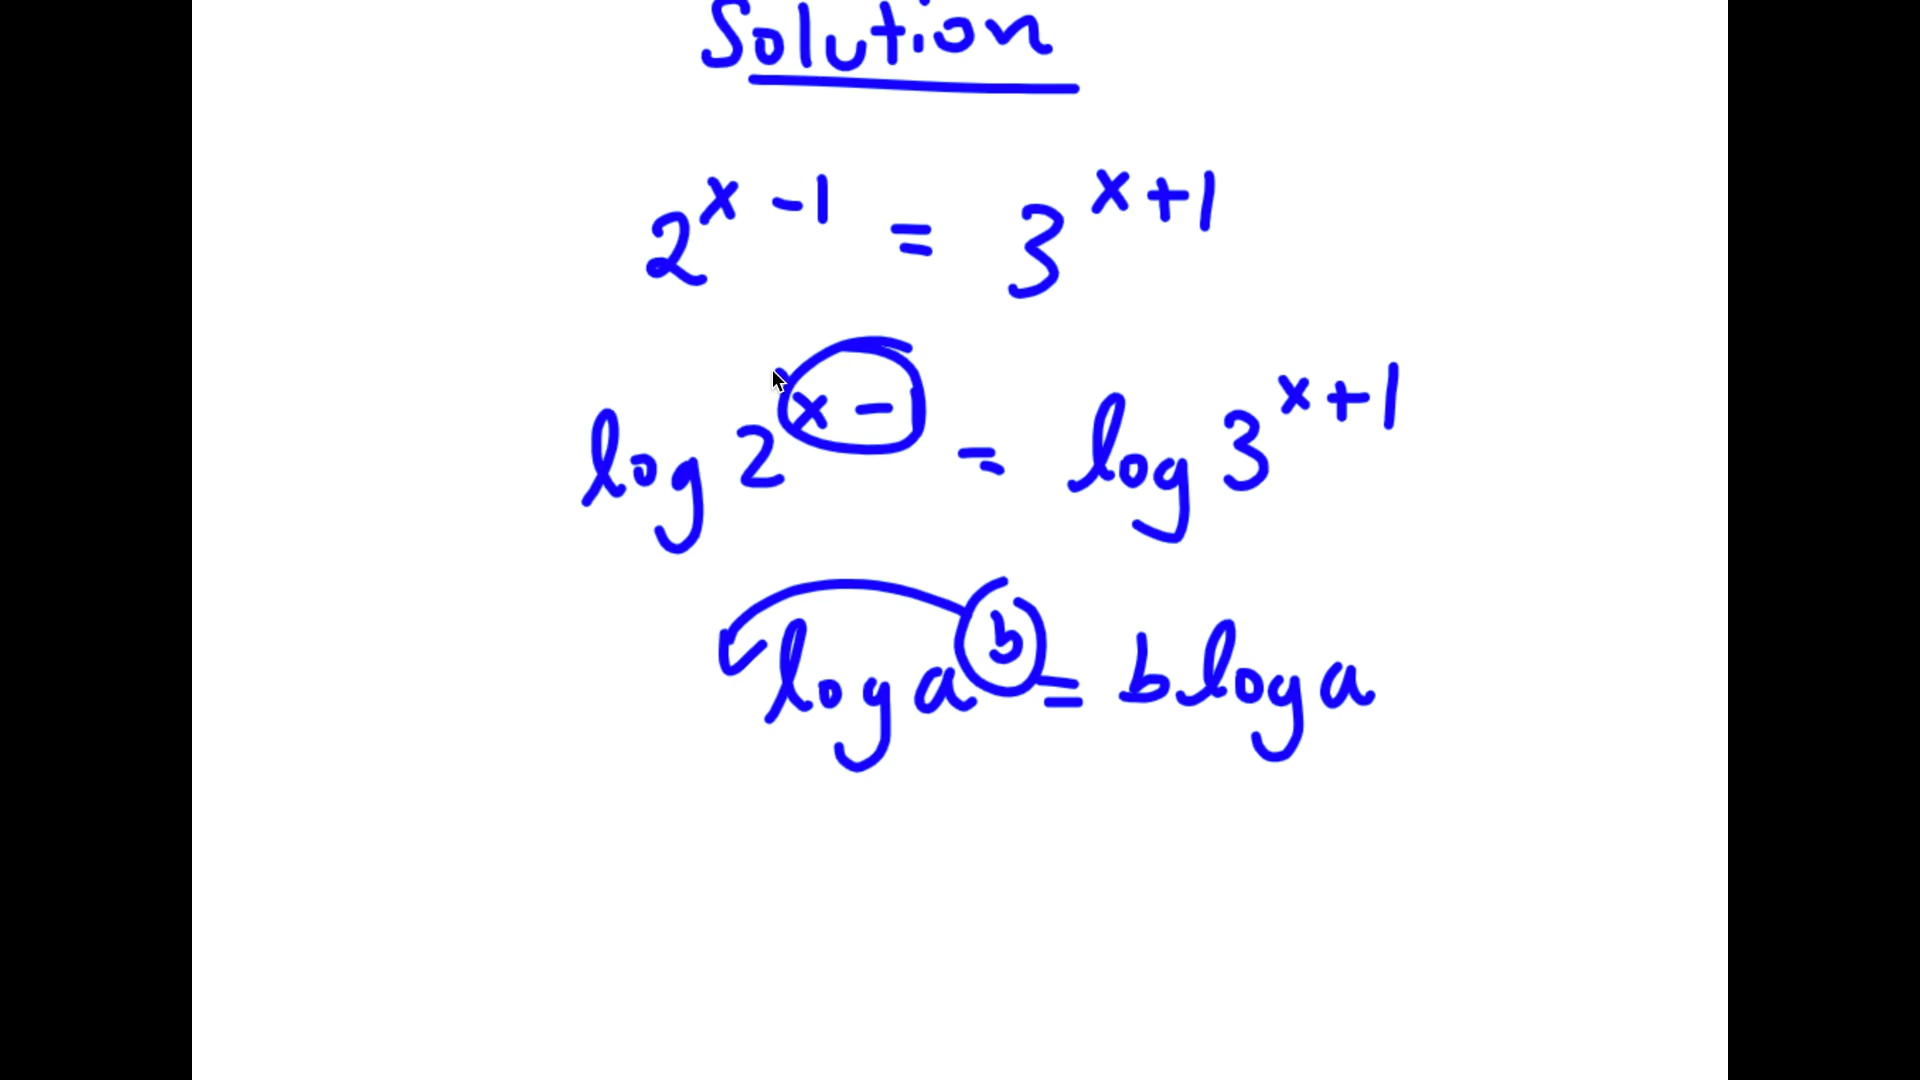 Solution
2^{x-1} = 3^{x+1}
log 2^{x-1} = log 3^{x+1}
log a^b = b log a